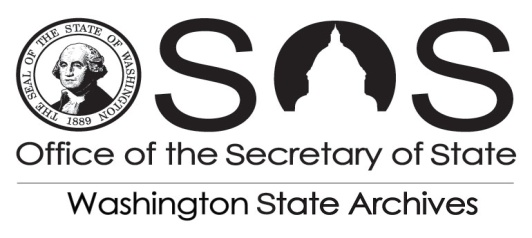 THE SEAL OF THE STATE OF WASHINGTON
1889
SOS
Office of the Secretary of State
Washington State Archives